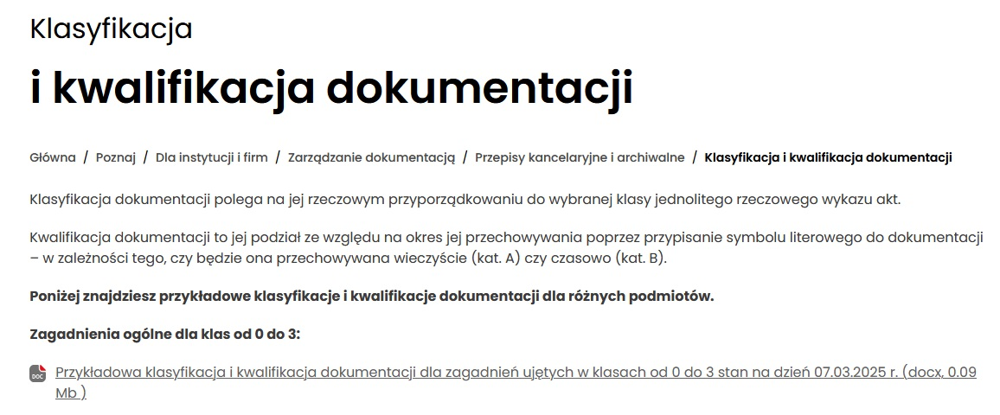 Klasyfikacja
i kwalifikacja dokumentacji
Główna / Poznaj / Dla instytucji i firm / Zarządzanie dokumentacją / Przepisy kancelaryjne i archiwalne / Klasyfikacja i kwalifikacja dokumentacji
Klasyfikacja dokumentacji polega na jej rzeczowym przyporządkowaniu do wybranej klasy jednolitego rzeczowego wykazu akt.
Kwalifikacja dokumentacji to jej podział ze względu na okres jej przechowywania poprzez przypisanie symbolu literowego do dokumentacji
– w zależności tego, czy będzie ona przechowywana wieczyście (kat. A) czy czasowo (kat. B).
Poniżej znajdziesz przykładowe klasyfikacje i kwalifikacje dokumentacji dla różnych podmiotów.
Zagadnienia ogólne dla klas od 0 do 3:
DOC Przykładowa klasyfikacja i kwalifikacja dokumentacji dla zagadnień ujętych w klasach od 0 do 3 stan na dzień 07.03.2025 r. (docx, 0.09
Mb )